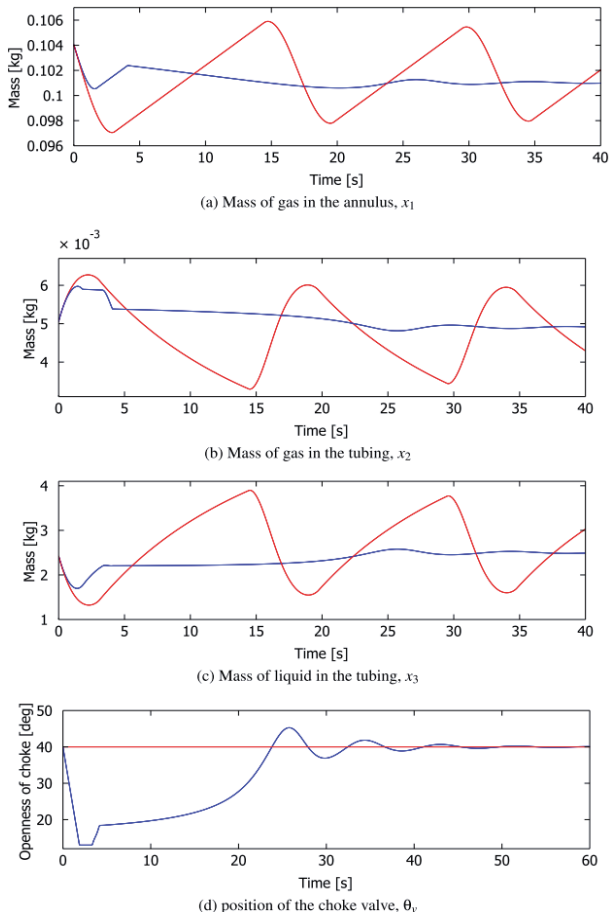 0.106
0.104
0.102
0.1
0.098
0.096
Mass [kg]
0 5 10 15 20 25 30 35 40
Time [s]
(a) Mass of gas in the annulus, x₁
× 10⁻³
6
5
4
Mass [kg]
0 5 10 15 20 25 30 35 40
Time [s]
(b) Mass of gas in the tubing, x₂
4
3
2
1
Mass [kg]
0 5 10 15 20 25 30 35 40
Time [s]
(c) Mass of liquid in the tubing, x₃
50
40
30
20
Openness of choke [deg]
0 10 20 30 40 50 60
Time [s]
(d) position of the choke valve, θᵥ